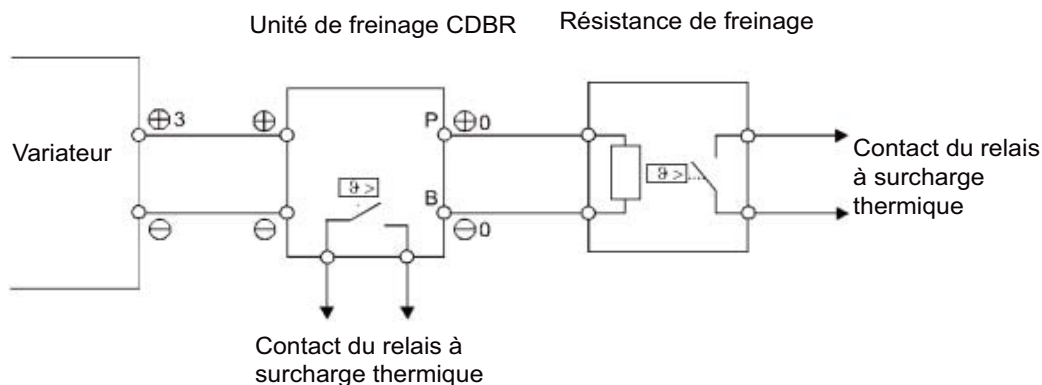 Unité de freinage CDBR
Résistance de freinage
Variateur
⊕3
⊕
P
⊕0
⊖
⊖
B
⊖0
ϑ >
ϑ >
Contact du relais
à surcharge
thermique
Contact du relais à
surcharge thermique